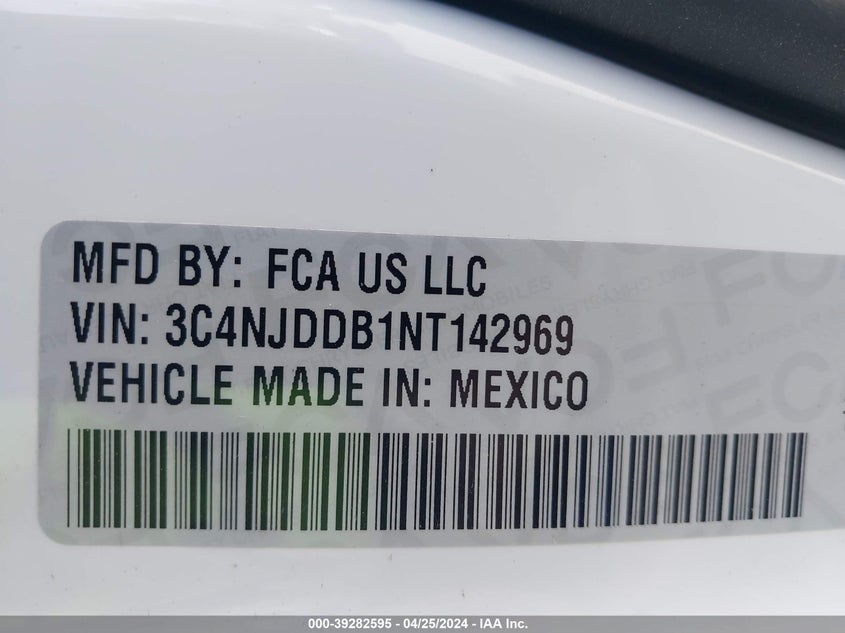 MFD BY: FCA US LLC
VIN: 3C4NJDDB1NT142969
VEHICLE MADE IN: MEXICO
000-39282595 - 04/25/2024 - IAA Inc.